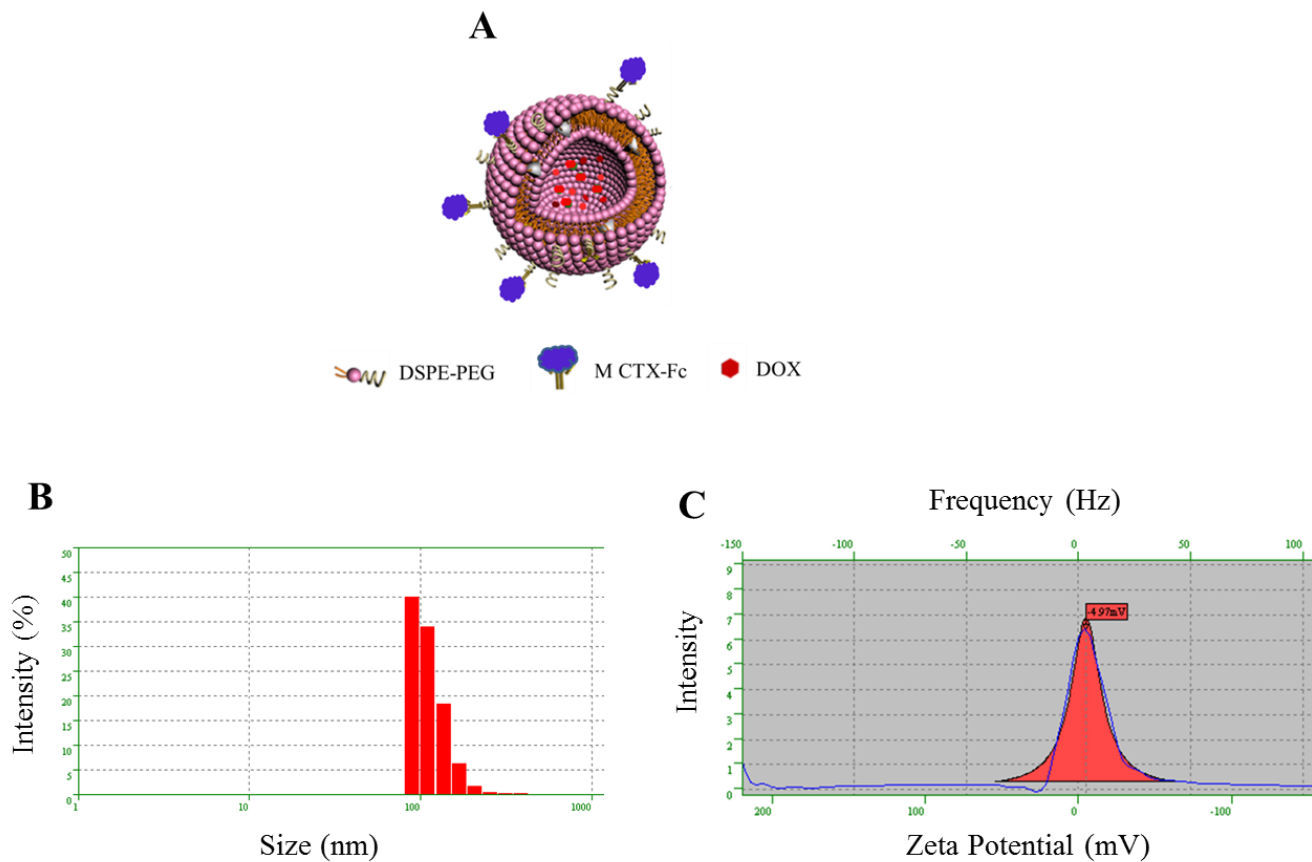 A
DSPE-PEG
M CTX-Fc
DOX
B
50
45
40
35
30
25
20
15
10
5
0
Intensity (%)
1
10
100
1000
Size (nm)
C
Frequency (Hz)
-150
-100
-50
0
50
100
-4.97mV
9
8
7
6
5
4
3
2
1
0
Intensity
200
100
0
-100
Zeta Potential (mV)